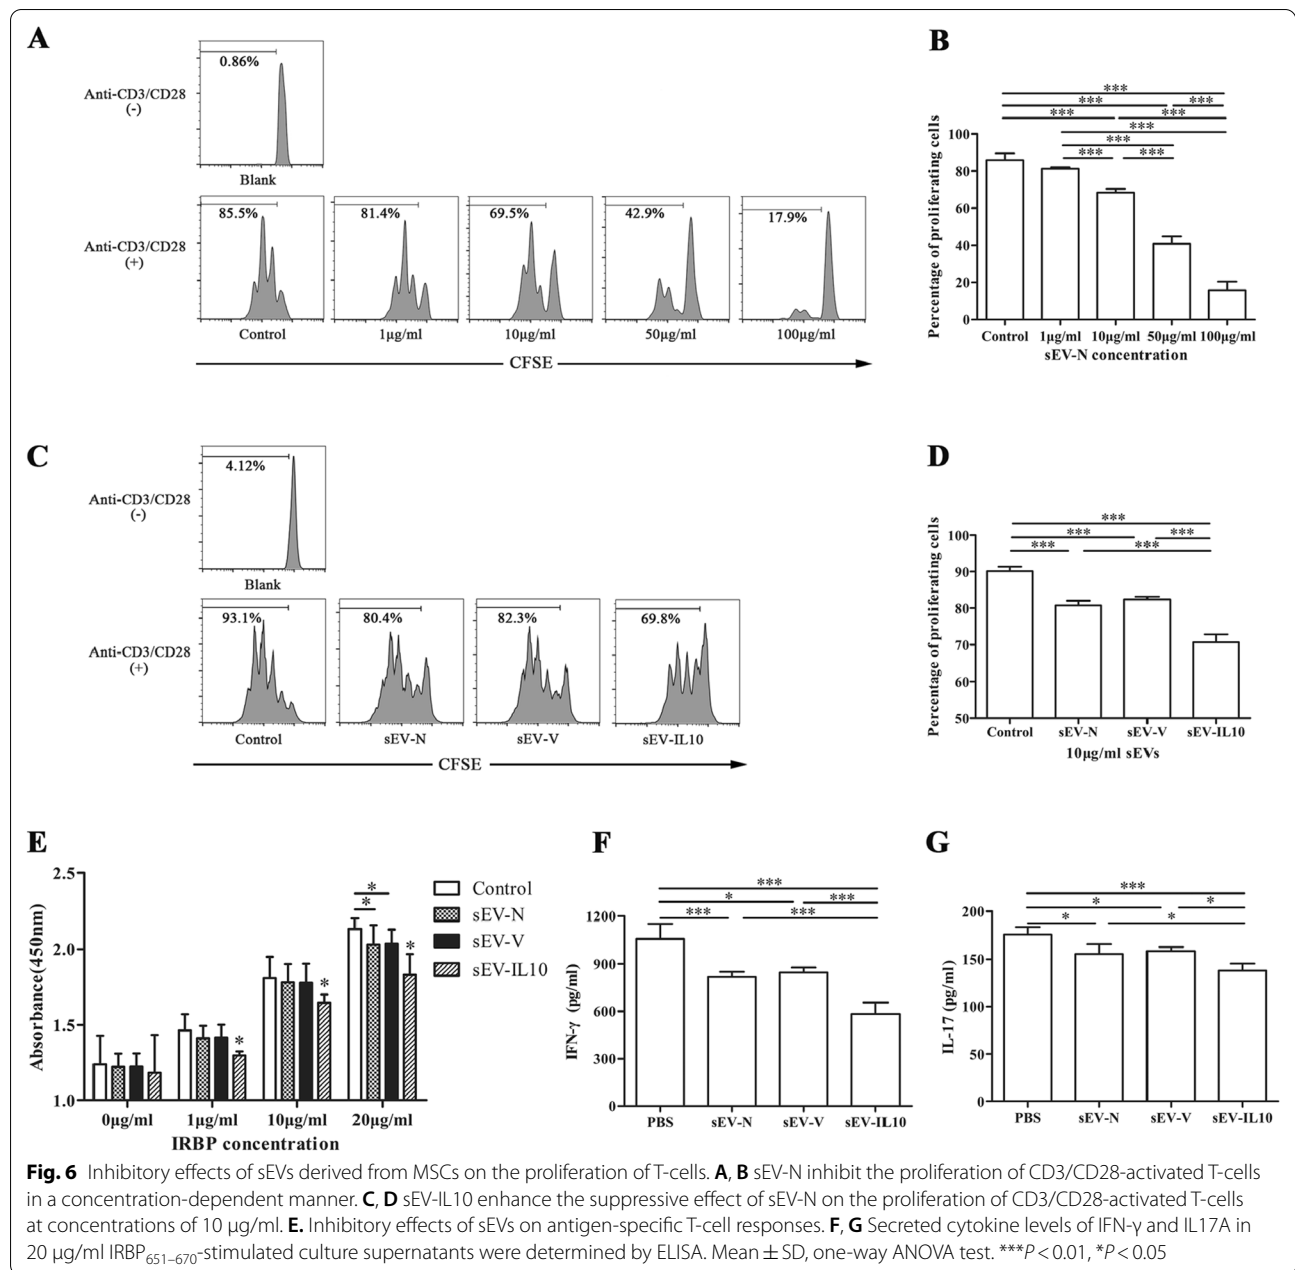 A
Anti-CD3/CD28
(-)
0.86%
Blank
Anti-CD3/CD28
(+)
85.5%
81.4%
69.5%
42.9%
17.9%
Control
1μg/ml
10μg/ml
50μg/ml
100μg/ml
CFSE
B
Percentage of proliferating cells
***
*** ***
*** ***
***
***
*** ***
100
80
60
40
20
0
Control 1μg/ml 10μg/ml 50μg/ml 100μg/ml
sEV-N concentration
C
Anti-CD3/CD28
(-)
4.12%
Blank
Anti-CD3/CD28
(+)
93.1%
80.4%
82.3%
69.8%
Control
sEV-N
sEV-V
sEV-IL10
CFSE
D
Percentage of proliferating cells
***
*** ***
*** ***
100
90
80
70
60
50
Control sEV-N sEV-V sEV-IL10
10μg/ml sEVs
E
Absorbance(450nm)
2.5
2.0
1.5
1.0
*
*
*
*
*
0μg/ml 1μg/ml 10μg/ml 20μg/ml
IRBP concentration
Control
sEV-N
sEV-V
sEV-IL10
F
IFN-γ (pg/ml)
***
* ***
*** ***
1200
900
600
300
0
PBS sEV-N sEV-V sEV-IL10
G
IL-17 (pg/ml)
***
* *
* *
200
150
100
50
0
PBS sEV-N sEV-V sEV-IL10
Fig. 6 Inhibitory effects of sEVs derived from MSCs on the proliferation of T-cells. A, B sEV-N inhibit the proliferation of CD3/CD28-activated T-cells
in a concentration-dependent manner. C, D sEV-IL10 enhance the suppressive effect of sEV-N on the proliferation of CD3/CD28-activated T-cells
at concentrations of 10 μg/ml. E. Inhibitory effects of sEVs on antigen-specific T-cell responses. F, G Secreted cytokine levels of IFN-γ and IL17A in
20 μg/ml IRBP651–670-stimulated culture supernatants were determined by ELISA. Mean ± SD, one-way ANOVA test. ***P < 0.01, *P < 0.05